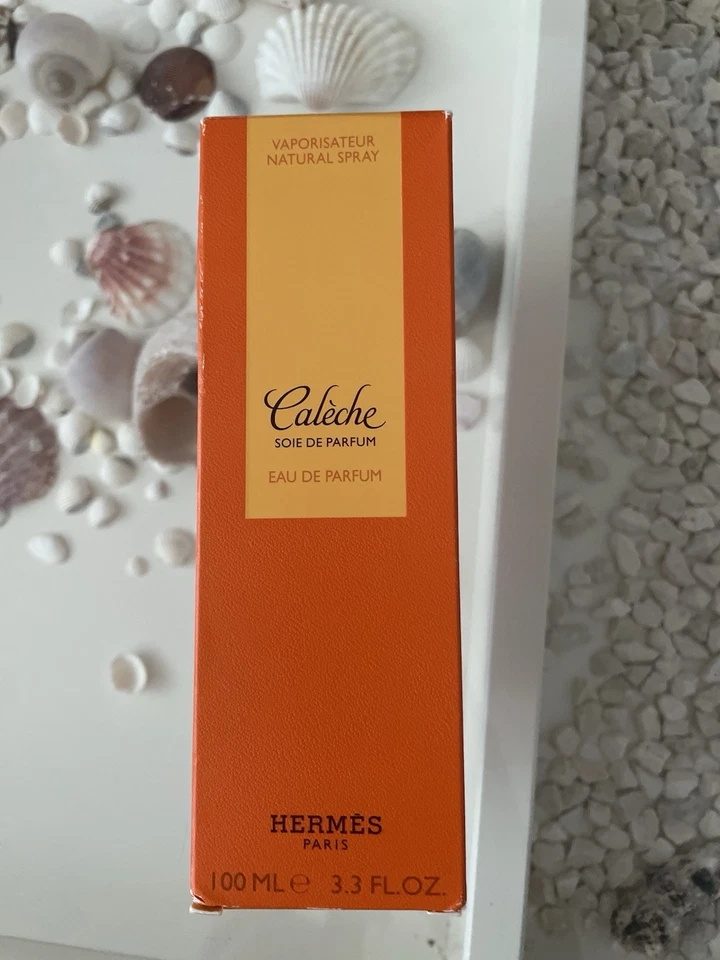 VAPORISATEUR
NATURAL SPRAY
Calèche
SOIE DE PARFUM
EAU DE PARFUM
HERMÈS
PARIS
100 ML ℮ 3.3 FL.OZ.